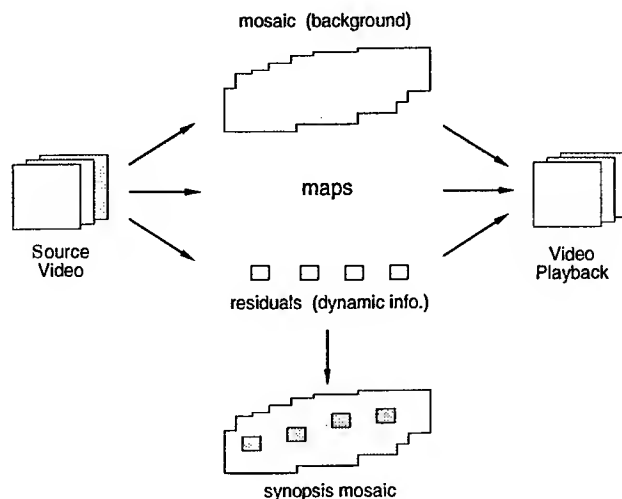 mosaic (background)
maps
Source
Video
Video
Playback
residuals (dynamic info.)
synopsis mosaic